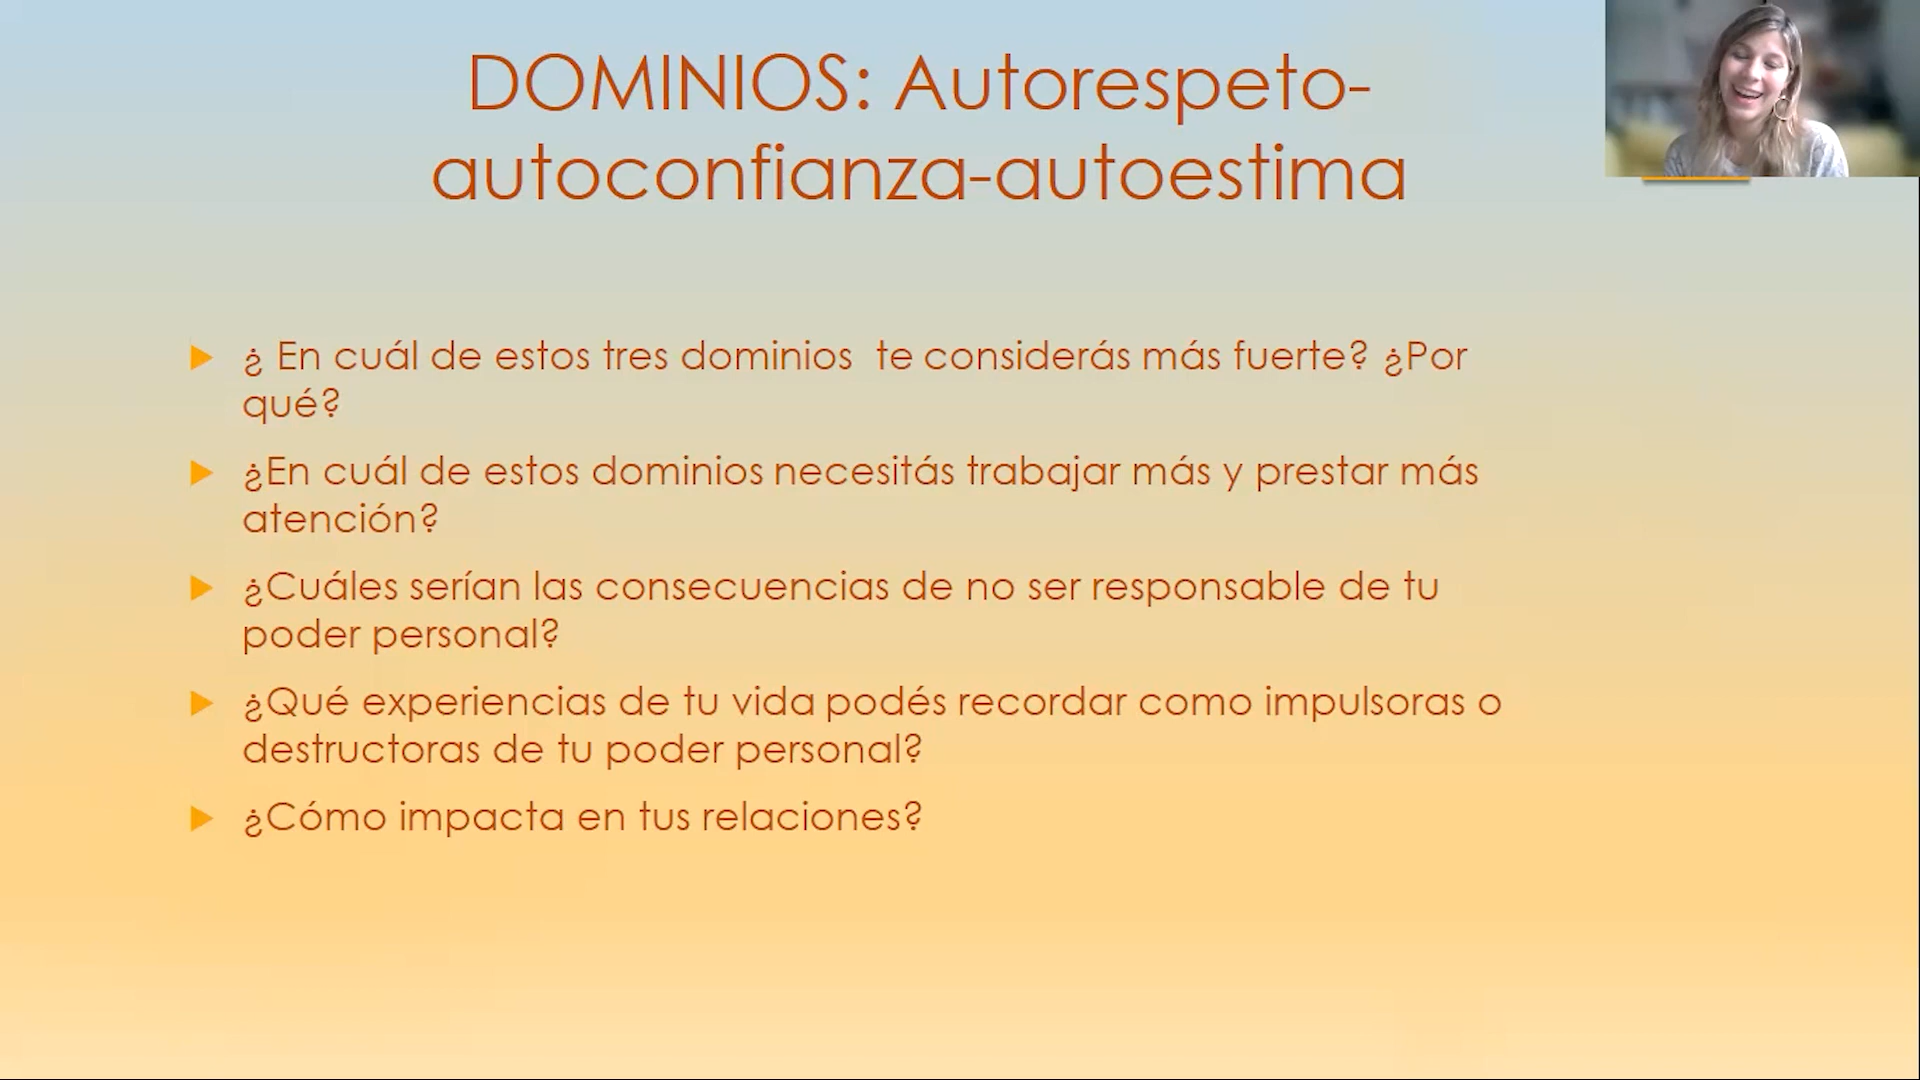 DOMINIOS: Autorespeto-
autoconfianza-autoestima
¿ En cuál de estos tres dominios te considerás más fuerte? ¿Por
qué?
¿En cuál de estos dominios necesitás trabajar más y prestar más
atención?
¿Cuáles serían las consecuencias de no ser responsable de tu
poder personal?
¿Qué experiencias de tu vida podés recordar como impulsoras o
destructoras de tu poder personal?
¿Cómo impacta en tus relaciones?